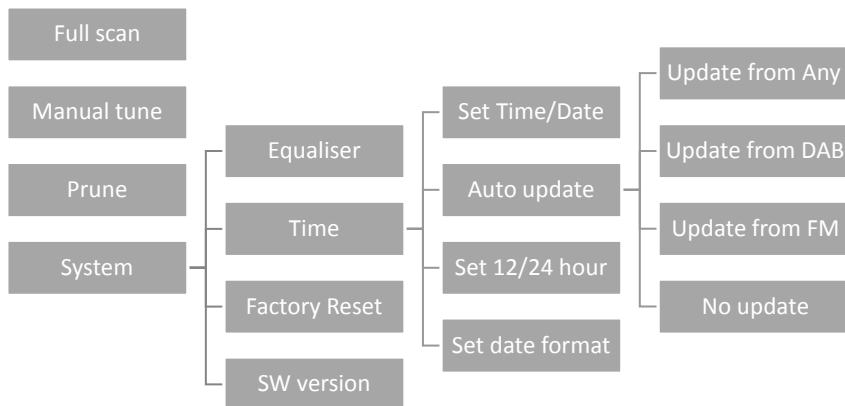 Full scan
Manual tune
Prune
System
Equaliser
Time
Factory Reset
SW version
Set Time/Date
Auto update
Set 12/24 hour
Set date format
Update from Any
Update from DAB
Update from FM
No update